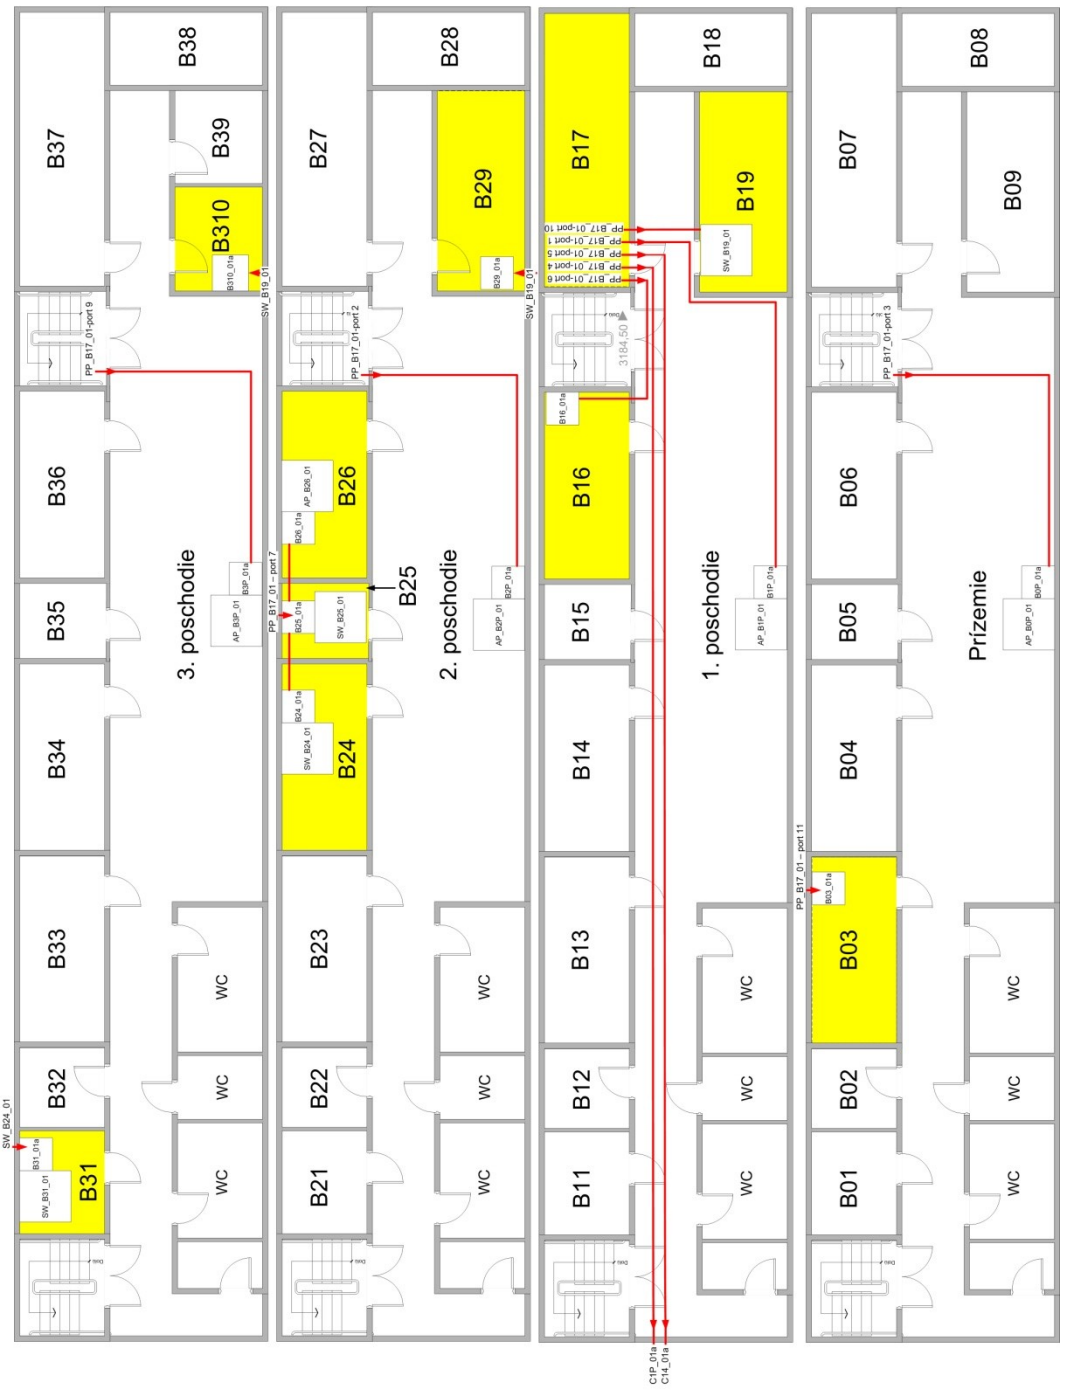 B37
B38
B39
B310
B310_01a
SW_B19_01
PP_B17_01-port 9
B36
B35
B34
B33
B32
B31
3. poschodie
B3P_01a
AP_B3P_01
WC
WC
WC
SW_B24_01
B31_01a
SW_B31_01
B27
B28
B29
B29_01a
SW_B19_01
PP_B17_01-port 2
B26
AP_B26_01
B26_01a
PP_B17_01 – port 7
B25_01a
SW_B25_01
B25
B24_01a
SW_B24_01
B24
2. poschodie
B2P_01a
AP_B2P_01
B23
B22
B21
WC
WC
WC
B17
B18
B19
SW_B19_01
PP_B17_01-port 10
PP_B17_01-port 1
PP_B17_01-port 5
PP_B17_01-port 4
PP_B17_01-port 6
3184.50
B16_01a
B16
B15
B14
B13
B12
B11
1. poschodie
B1P_01a
AP_B1P_01
WC
WC
WC
C1P_01a
C14_01a
B07
B08
B09
PP_B17_01-port 3
B06
B05
B04
PP_B17_01 – port 11
B03_01a
B03
B02
B01
Prízemie
B0P_01a
AP_B0P_01
WC
WC
WC